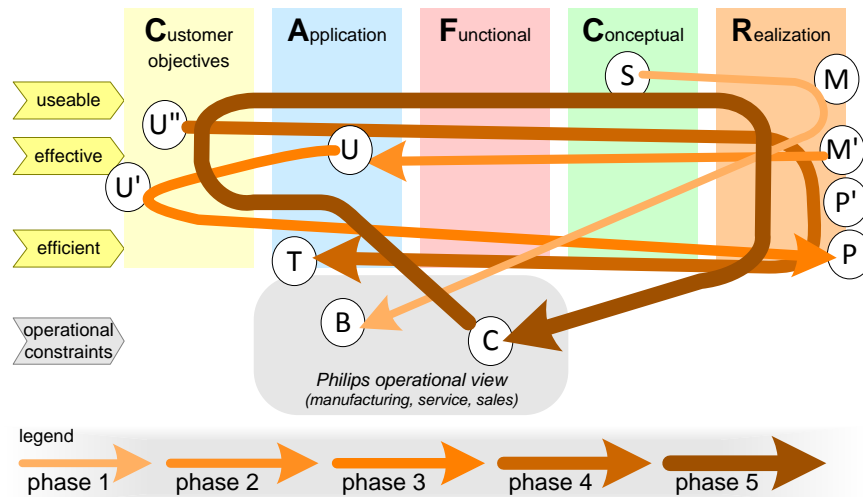 Customer
objectives
Application
Functional
Conceptual
Realization
useable
effective
efficient
operational
constraints
S
M
U"
U
M'
U'
P'
T
P
B
C
Philips operational view
(manufacturing, service, sales)
legend
phase 1
phase 2
phase 3
phase 4
phase 5